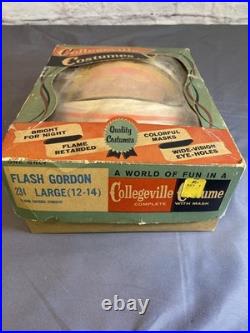 Collegeville
Costumes
BRIGHT
FOR NIGHT
FLAME
RETARDED
Quality
Costumes
COLORFUL
MASKS
WIDE-VISION
EYE-HOLES
FLASH GORDON
231 LARGE (12-14)
A WORLD OF FUN IN A
Collegeville Costume
COMPLETE WITH MASK